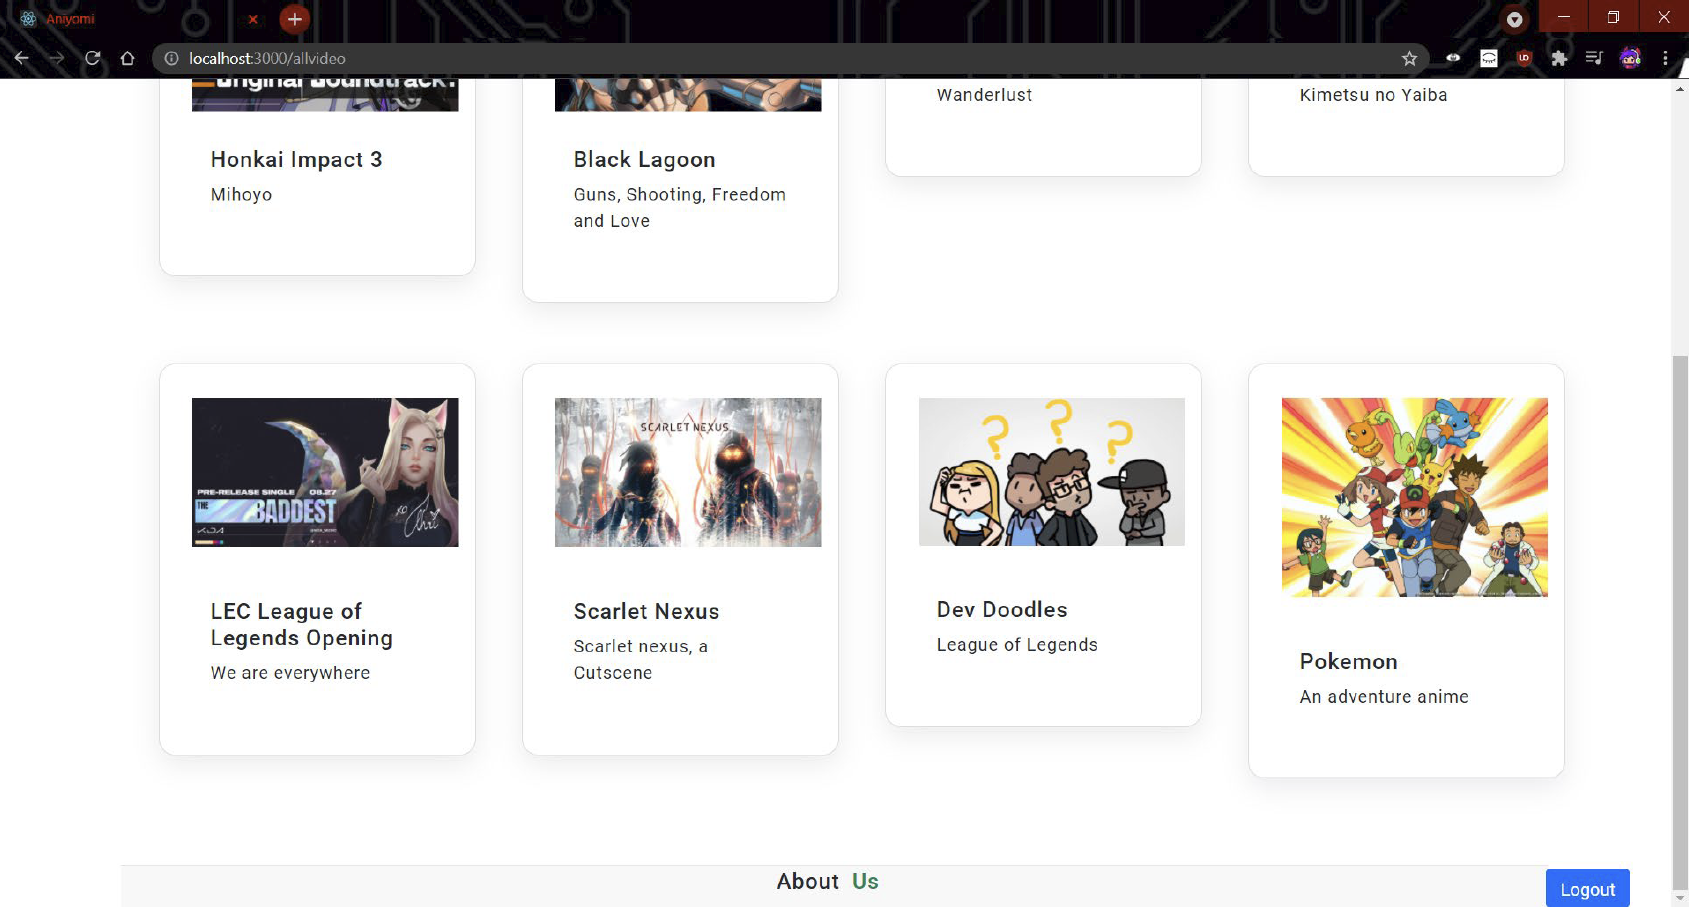 Aniyomi
localhost:3000/allvideo
Original Soundtrack
Honkai Impact 3
Mihoyo
Black Lagoon
Guns, Shooting, Freedom
and Love
Wanderlust
Kimetsu no Yaiba
PRE-RELEASE SINGLE 08.27
THE BADDEST
LEC League of
Legends Opening
We are everywhere
SCARLET NEXUS
Scarlet Nexus
Scarlet nexus, a
Cutscene
? ? ?
Dev Doodles
League of Legends
Pokemon
An adventure anime
About Us
Logout